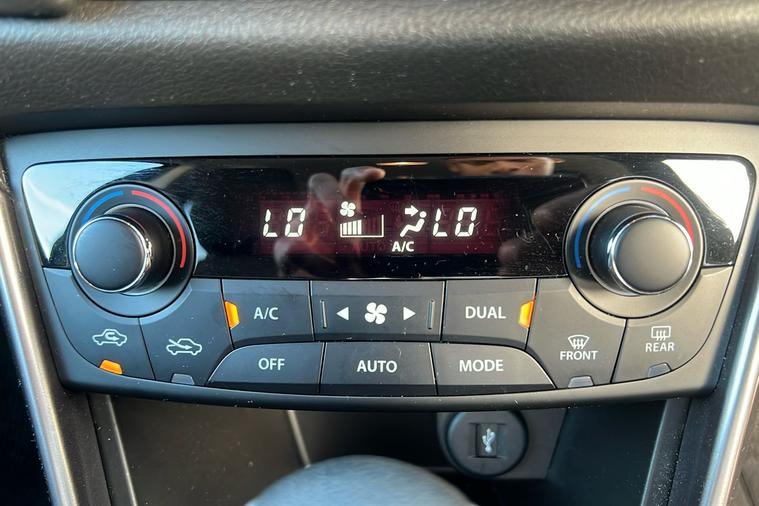 LO LO
A/C
A/C DUAL
OFF AUTO MODE FRONT REAR